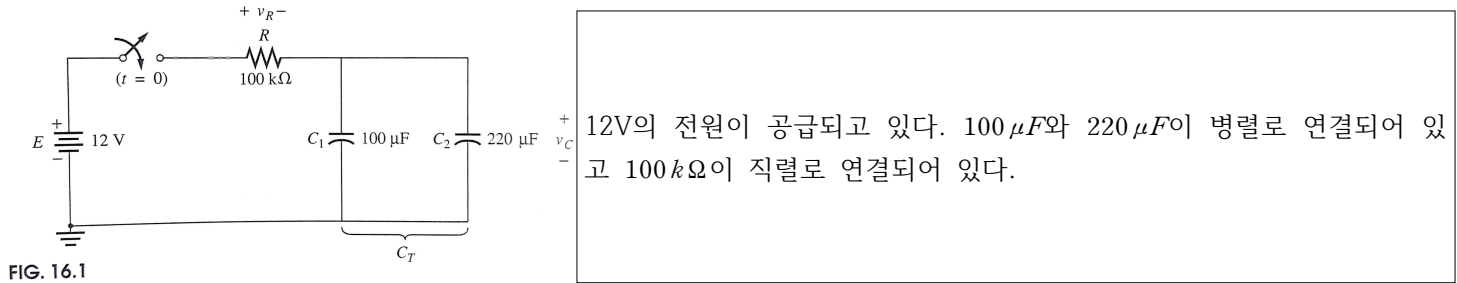 + v_R −
R
(t = 0)
100 kΩ
+
E
12 V
−
C₁
100 μF
C₂
220 μF
+
v_C
−
C_T
FIG. 16.1
12V의 전원이 공급되고 있다. 100μF와 220μF이 병렬로 연결되어 있
고 100kΩ이 직렬로 연결되어 있다.